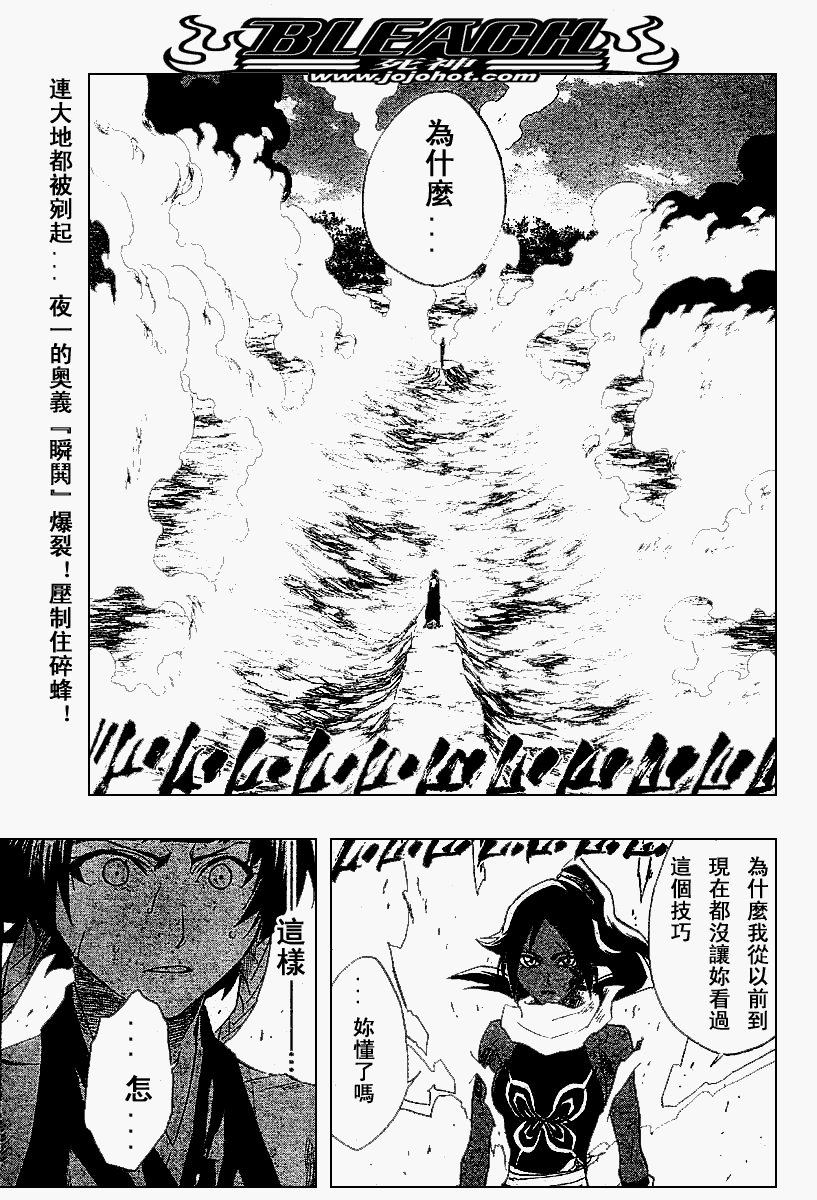 BLEACH
死神
www.jojohot.com
連大地都被剜起... 夜一的奧義『瞬鬨』爆裂！壓制住碎蜂！
為什麼...
為什麼我從以前到
現在都沒讓妳看過
這個技巧
...妳懂了嗎
——這樣——...
...怎...